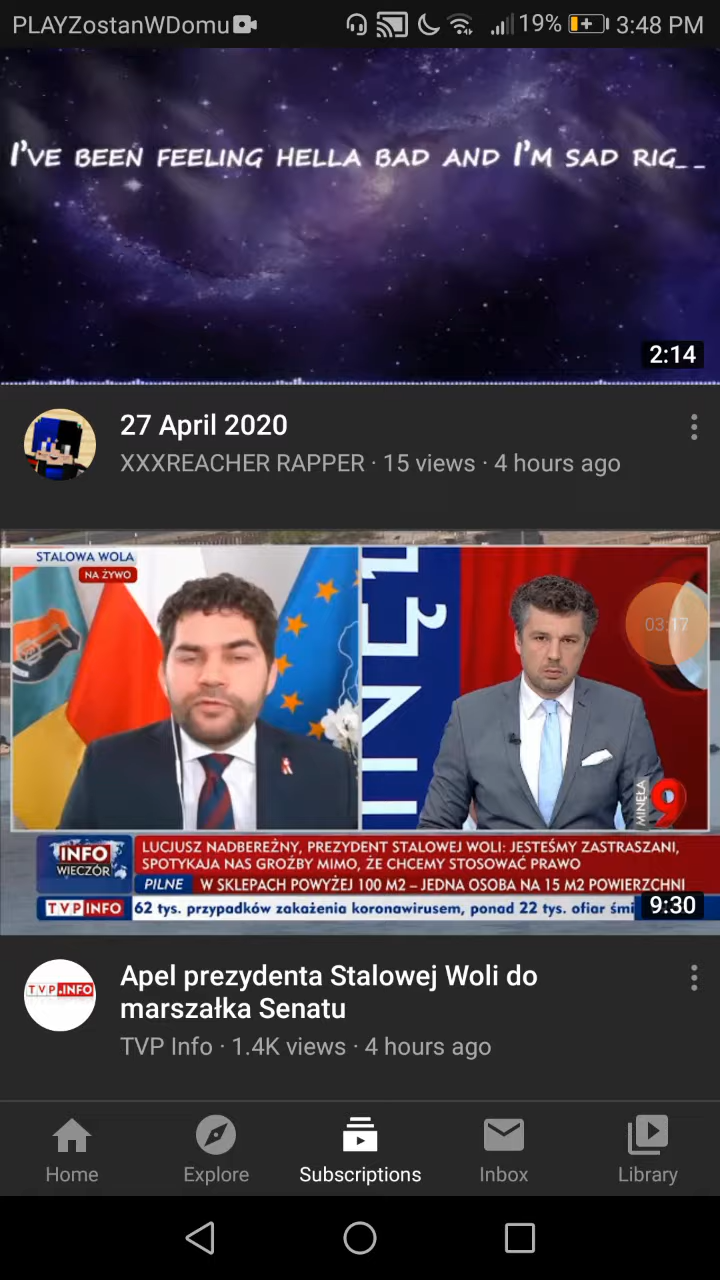 PLAYZostanWDomu 19% 3:48 PM
I'VE BEEN FEELING HELLA BAD AND I'M SAD RIG_ _
2:14
27 April 2020
XXXREACHER RAPPER · 15 views · 4 hours ago
STALOWA WOLA
NA ŻYWO
03:17
MINĘŁA 9
INFO
WIECZÓR
LUCJUSZ NADBEREŻNY, PREZYDENT STALOWEJ WOLI: JESTEŚMY ZASTRASZANI,
SPOTYKAJA NAS GROŹBY MIMO, ŻE CHCEMY STOSOWAĆ PRAWO
PILNE W SKLEPACH POWYŻEJ 100 M2 – JEDNA OSOBA NA 15 M2 POWIERZCHNI
TVP INFO 62 tys. przypadków zakażenia koronawirusem, ponad 22 tys. ofiar śmi
9:30
TVP.INFO
Apel prezydenta Stalowej Woli do
marszałka Senatu
TVP Info · 1.4K views · 4 hours ago
Home Explore Subscriptions Inbox Library